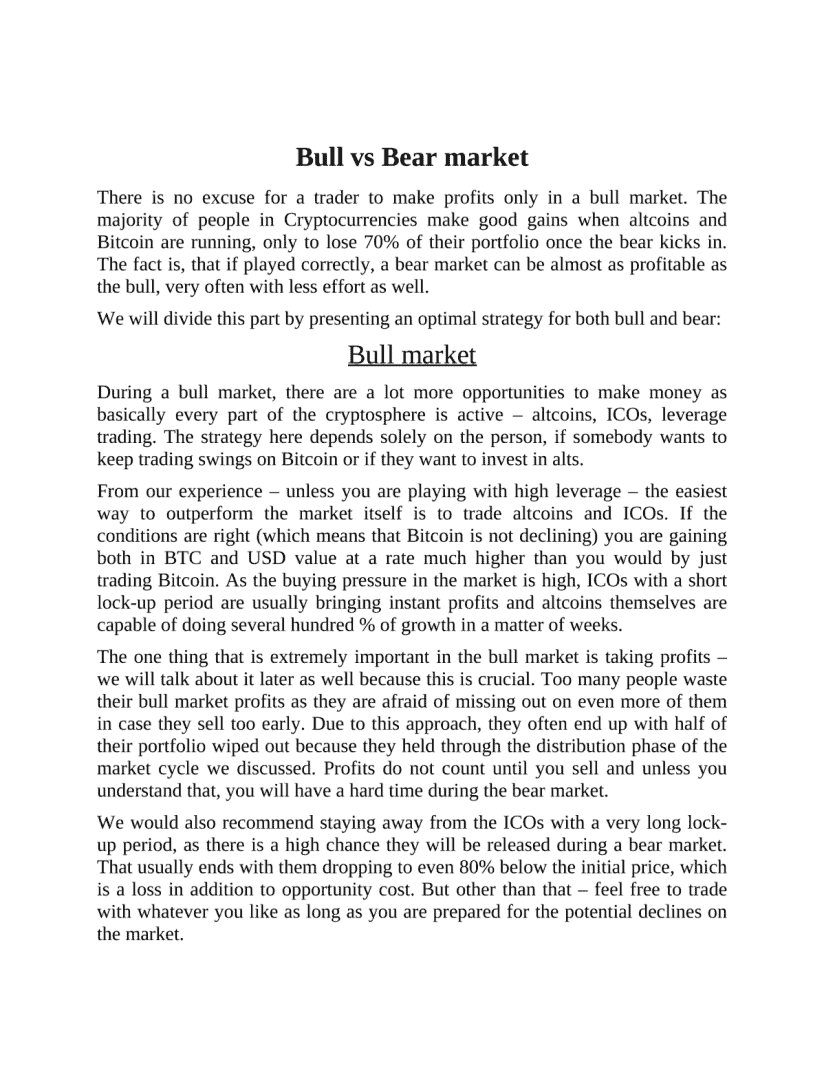 Bull vs Bear market
There is no excuse for a trader to make profits only in a bull market. The
majority of people in Cryptocurrencies make good gains when altcoins and
Bitcoin are running, only to lose 70% of their portfolio once the bear kicks in.
The fact is, that if played correctly, a bear market can be almost as profitable as
the bull, very often with less effort as well.
We will divide this part by presenting an optimal strategy for both bull and bear:
Bull market
During a bull market, there are a lot more opportunities to make money as
basically every part of the cryptosphere is active – altcoins, ICOs, leverage
trading. The strategy here depends solely on the person, if somebody wants to
keep trading swings on Bitcoin or if they want to invest in alts.
From our experience – unless you are playing with high leverage – the easiest
way to outperform the market itself is to trade altcoins and ICOs. If the
conditions are right (which means that Bitcoin is not declining) you are gaining
both in BTC and USD value at a rate much higher than you would by just
trading Bitcoin. As the buying pressure in the market is high, ICOs with a short
lock-up period are usually bringing instant profits and altcoins themselves are
capable of doing several hundred % of growth in a matter of weeks.
The one thing that is extremely important in the bull market is taking profits –
we will talk about it later as well because this is crucial. Too many people waste
their bull market profits as they are afraid of missing out on even more of them
in case they sell too early. Due to this approach, they often end up with half of
their portfolio wiped out because they held through the distribution phase of the
market cycle we discussed. Profits do not count until you sell and unless you
understand that, you will have a hard time during the bear market.
We would also recommend staying away from the ICOs with a very long lock-
up period, as there is a high chance they will be released during a bear market.
That usually ends with them dropping to even 80% below the initial price, which
is a loss in addition to opportunity cost. But other than that – feel free to trade
with whatever you like as long as you are prepared for the potential declines on
the market.